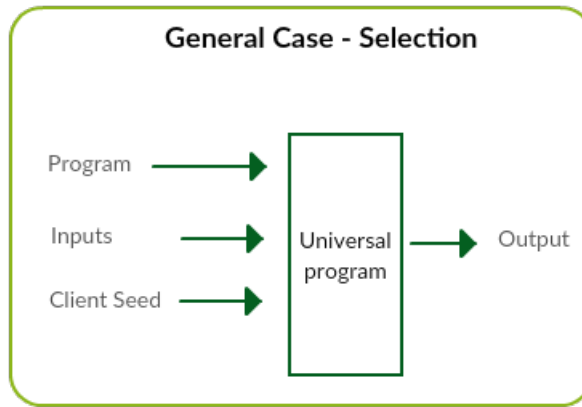 General Case - Selection
Program
Inputs
Universal
program
Output
Client Seed